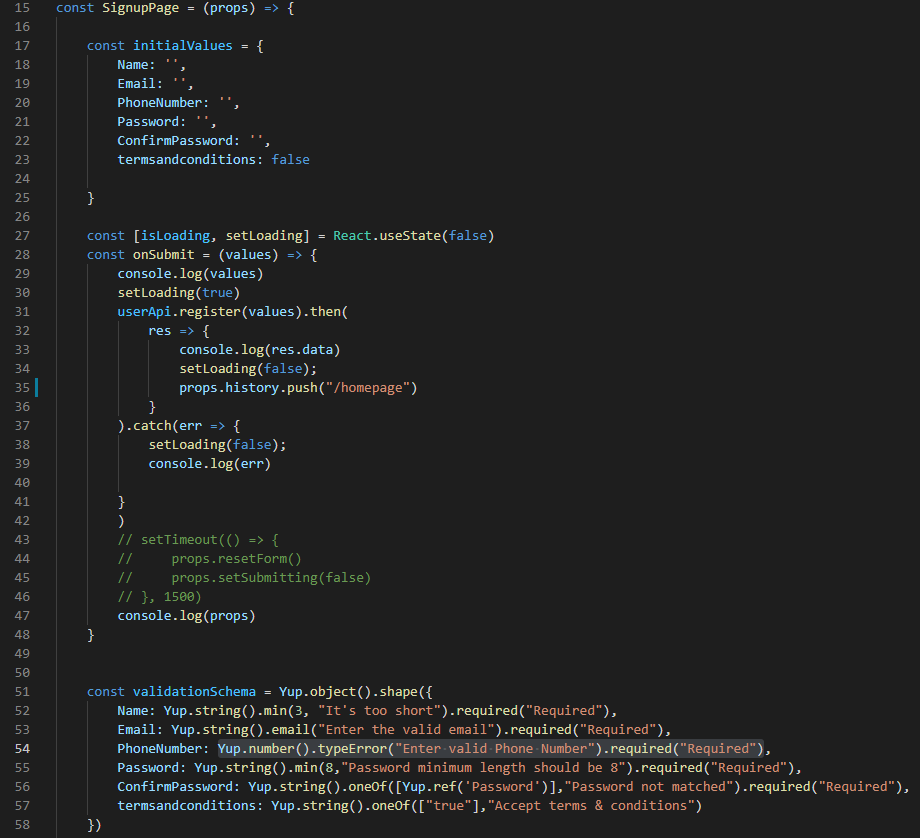 15 const SignupPage = (props) => {
16
17 const initialValues = {
18 Name: '',
19 Email: '',
20 PhoneNumber: '',
21 Password: '',
22 ConfirmPassword: '',
23 termsandconditions: false
24
25 }
26
27 const [isLoading, setLoading] = React.useState(false)
28 const onSubmit = (values) => {
29 console.log(values)
30 setLoading(true)
31 userApi.register(values).then(
32 res => {
33 console.log(res.data)
34 setLoading(false);
35 props.history.push("/homepage")
36 }
37 ).catch(err => {
38 setLoading(false);
39 console.log(err)
40
41 }
42 )
43 // setTimeout(() => {
44 //     props.resetForm()
45 //     props.setSubmitting(false)
46 // }, 1500)
47 console.log(props)
48 }
49
50
51 const validationSchema = Yup.object().shape({
52 Name: Yup.string().min(3, "It's too short").required("Required"),
53 Email: Yup.string().email("Enter the valid email").required("Required"),
54 PhoneNumber: Yup.number().typeError("Enter valid Phone Number").required("Required"),
55 Password: Yup.string().min(8,"Password minimum length should be 8").required("Required"),
56 ConfirmPassword: Yup.string().oneOf([Yup.ref('Password')],"Password not matched").required("Required"),
57 termsandconditions: Yup.string().oneOf(["true"],"Accept terms & conditions")
58 })